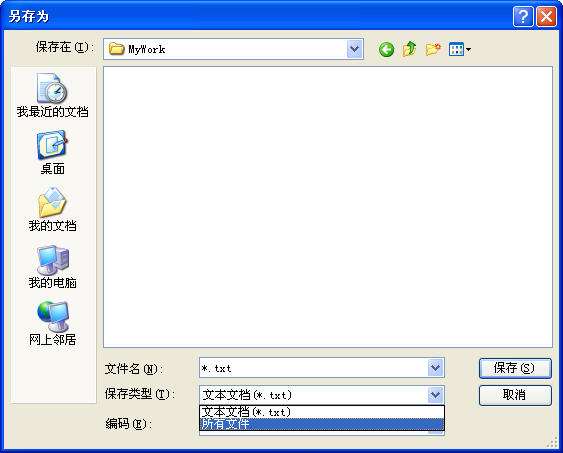 另存为
保存在(I):
MyWork
我最近的文档
桌面
我的文档
我的电脑
网上邻居
文件名(N):
*.txt
保存(S)
保存类型(T):
文本文档(*.txt)
取消
文本文档(*.txt)
所有文件
编码(E):